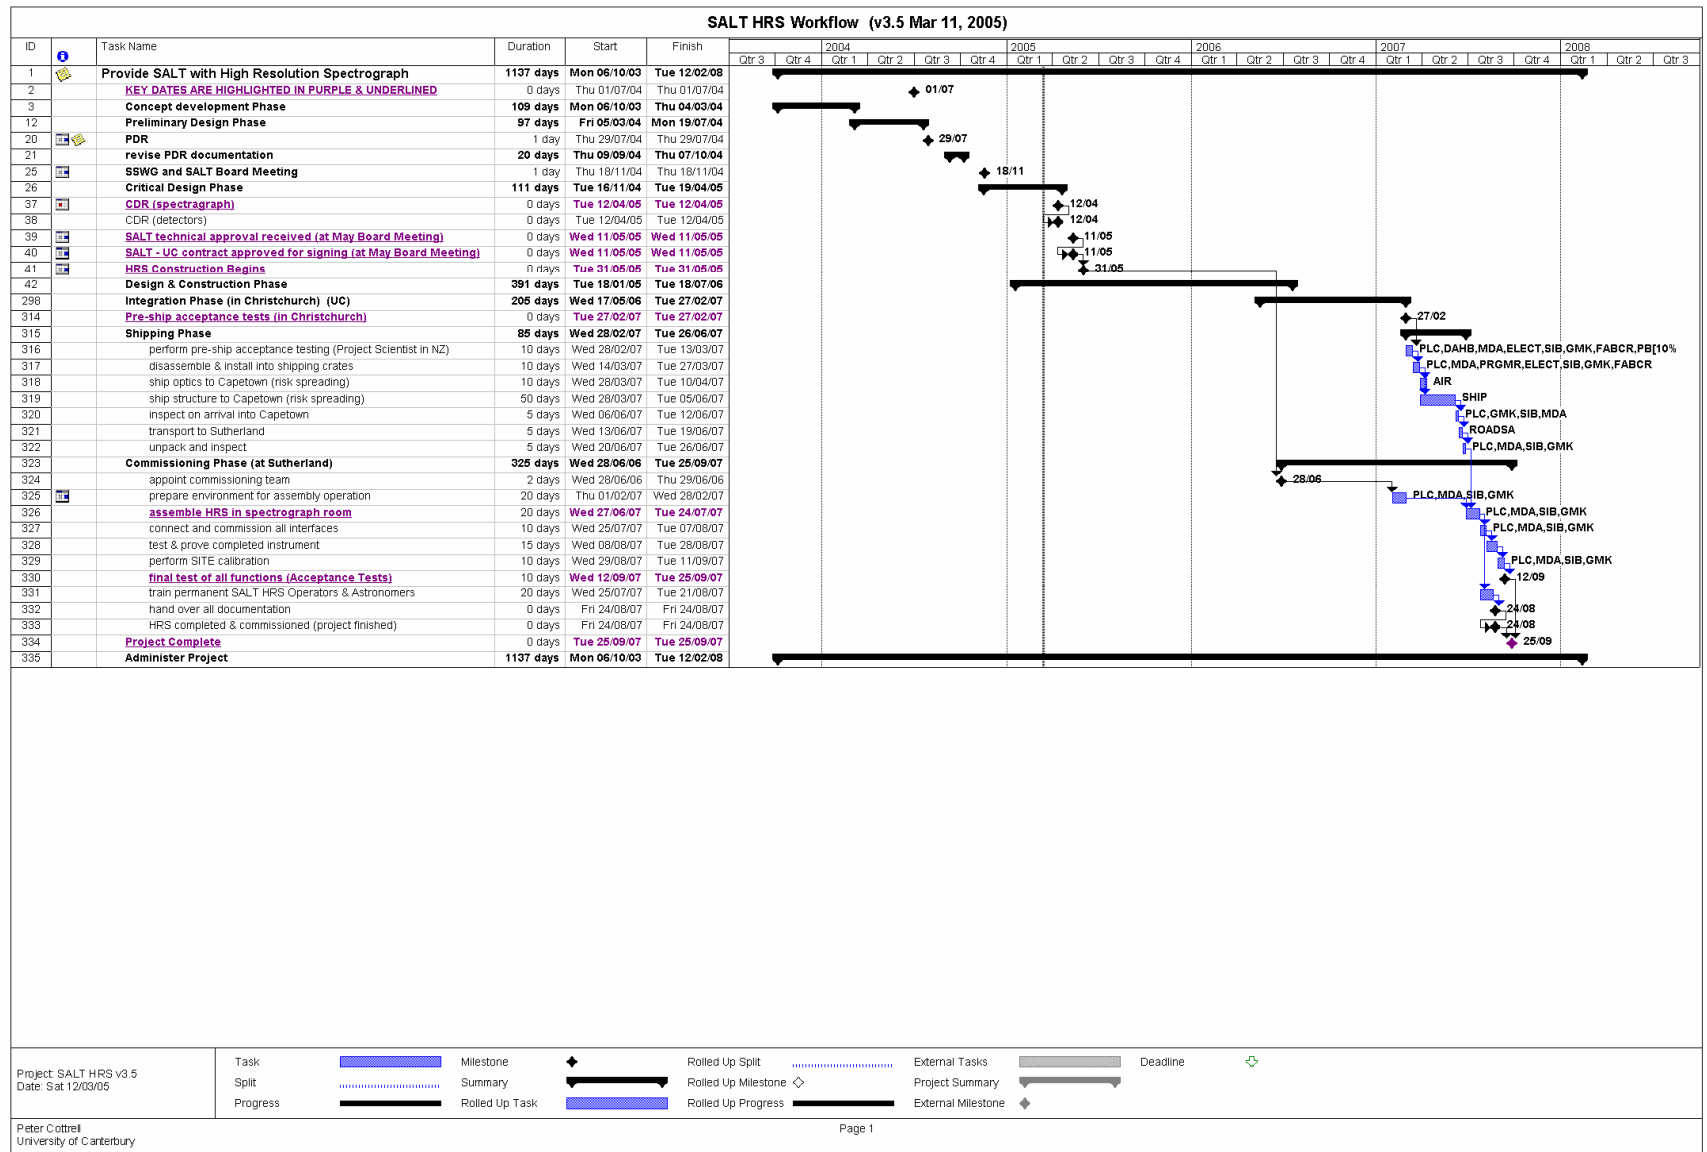 SALT HRS Workflow (v3.5 Mar 11, 2005)
ID Task Name Duration Start Finish 2004 2005 2006 2007 2008
Qtr 3 Qtr 4 Qtr 1 Qtr 2 Qtr 3 Qtr 4 Qtr 1 Qtr 2 Qtr 3 Qtr 4 Qtr 1 Qtr 2 Qtr 3 Qtr 4 Qtr 1 Qtr 2 Qtr 3 Qtr 4 Qtr 1 Qtr 2 Qtr 3
1 Provide SALT with High Resolution Spectrograph 1137 days Mon 06/10/03 Tue 12/02/08
2 KEY DATES ARE HIGHLIGHTED IN PURPLE & UNDERLINED 0 days Thu 01/07/04 Thu 01/07/04 01/07
3 Concept development Phase 109 days Mon 06/10/03 Thu 04/03/04
12 Preliminary Design Phase 97 days Fri 05/03/04 Mon 19/07/04
20 PDR 1 day Thu 29/07/04 Thu 29/07/04 29/07
21 revise PDR documentation 20 days Thu 09/09/04 Thu 07/10/04
25 SSWG and SALT Board Meeting 1 day Thu 18/11/04 Thu 18/11/04 18/11
26 Critical Design Phase 111 days Tue 16/11/04 Tue 19/04/05
37 CDR (spectragraph) 0 days Tue 12/04/05 Tue 12/04/05 12/04
38 CDR (detectors) 0 days Tue 12/04/05 Tue 12/04/05 12/04
39 SALT technical approval received (at May Board Meeting) 0 days Wed 11/05/05 Wed 11/05/05 11/05
40 SALT - UC contract approved for signing (at May Board Meeting) 0 days Wed 11/05/05 Wed 11/05/05 11/05
41 HRS Construction Begins 0 days Tue 31/05/05 Tue 31/05/05 31/05
42 Design & Construction Phase 391 days Tue 18/01/05 Tue 18/07/06
298 Integration Phase (in Christchurch) (UC) 205 days Wed 17/05/06 Tue 27/02/07
314 Pre-ship acceptance tests (in Christchurch) 0 days Tue 27/02/07 Tue 27/02/07 27/02
315 Shipping Phase 85 days Wed 28/02/07 Tue 26/06/07
316 perform pre-ship acceptance testing (Project Scientist in NZ) 10 days Wed 28/02/07 Tue 13/03/07 PLC,DAHB,MDA,ELECT,SIB,GMK,FABCR,PB[10%
317 disassemble & install into shipping crates 10 days Wed 14/03/07 Tue 27/03/07 PLC,MDA,PRGMR,ELECT,SIB,GMK,FABCR
318 ship optics to Capetown (risk spreading) 10 days Wed 28/03/07 Tue 10/04/07 AIR
319 ship structure to Capetown (risk spreading) 50 days Wed 28/03/07 Tue 05/06/07 SHIP
320 inspect on arrival into Capetown 5 days Wed 06/06/07 Tue 12/06/07 PLC,GMK,SIB,MDA
321 transport to Sutherland 5 days Wed 13/06/07 Tue 19/06/07 ROADSA
322 unpack and inspect 5 days Wed 20/06/07 Tue 26/06/07 PLC,MDA,SIB,GMK
323 Commissioning Phase (at Sutherland) 325 days Wed 28/06/06 Tue 25/09/07
324 appoint commissioning team 2 days Wed 28/06/06 Thu 29/06/06 28/06
325 prepare environment for assembly operation 20 days Thu 01/02/07 Wed 28/02/07 PLC,MDA,SIB,GMK
326 assemble HRS in spectrograph room 20 days Wed 27/06/07 Tue 24/07/07 PLC,MDA,SIB,GMK
327 connect and commission all interfaces 10 days Wed 25/07/07 Tue 07/08/07 PLC,MDA,SIB,GMK
328 test & prove completed instrument 15 days Wed 08/08/07 Tue 28/08/07
329 perform SITE calibration 10 days Wed 29/08/07 Tue 11/09/07 PLC,MDA,SIB,GMK
330 final test of all functions (Acceptance Tests) 10 days Wed 12/09/07 Tue 25/09/07 12/09
331 train permanent SALT HRS Operators & Astronomers 20 days Wed 25/07/07 Tue 21/08/07
332 hand over all documentation 0 days Fri 24/08/07 Fri 24/08/07 24/08
333 HRS completed & commissioned (project finished) 0 days Fri 24/08/07 Fri 24/08/07 24/08
334 Project Complete 0 days Tue 25/09/07 Tue 25/09/07 25/09
335 Administer Project 1137 days Mon 06/10/03 Tue 12/02/08
Project: SALT HRS v3.5
Date: Sat 12/03/05
Task Milestone Rolled Up Split External Tasks Deadline
Split Summary Rolled Up Milestone Project Summary
Progress Rolled Up Task Rolled Up Progress External Milestone
Peter Cottrell
University of Canterbury
Page 1